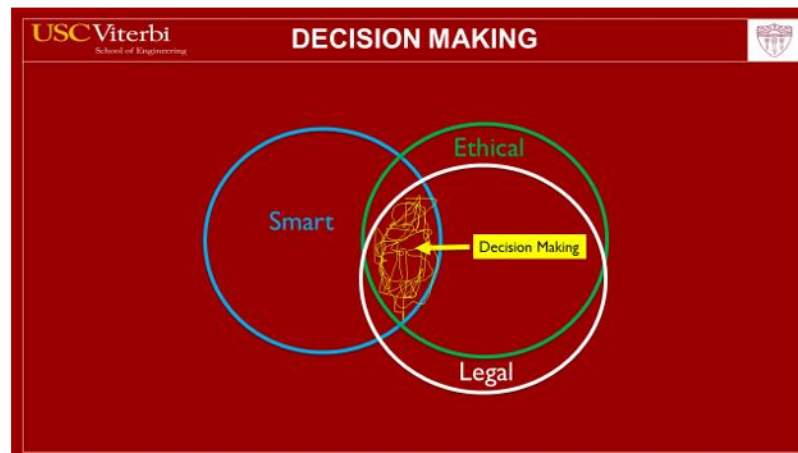 USC Viterbi
School of Engineering
DECISION MAKING
Ethical
Smart
Decision Making
Legal